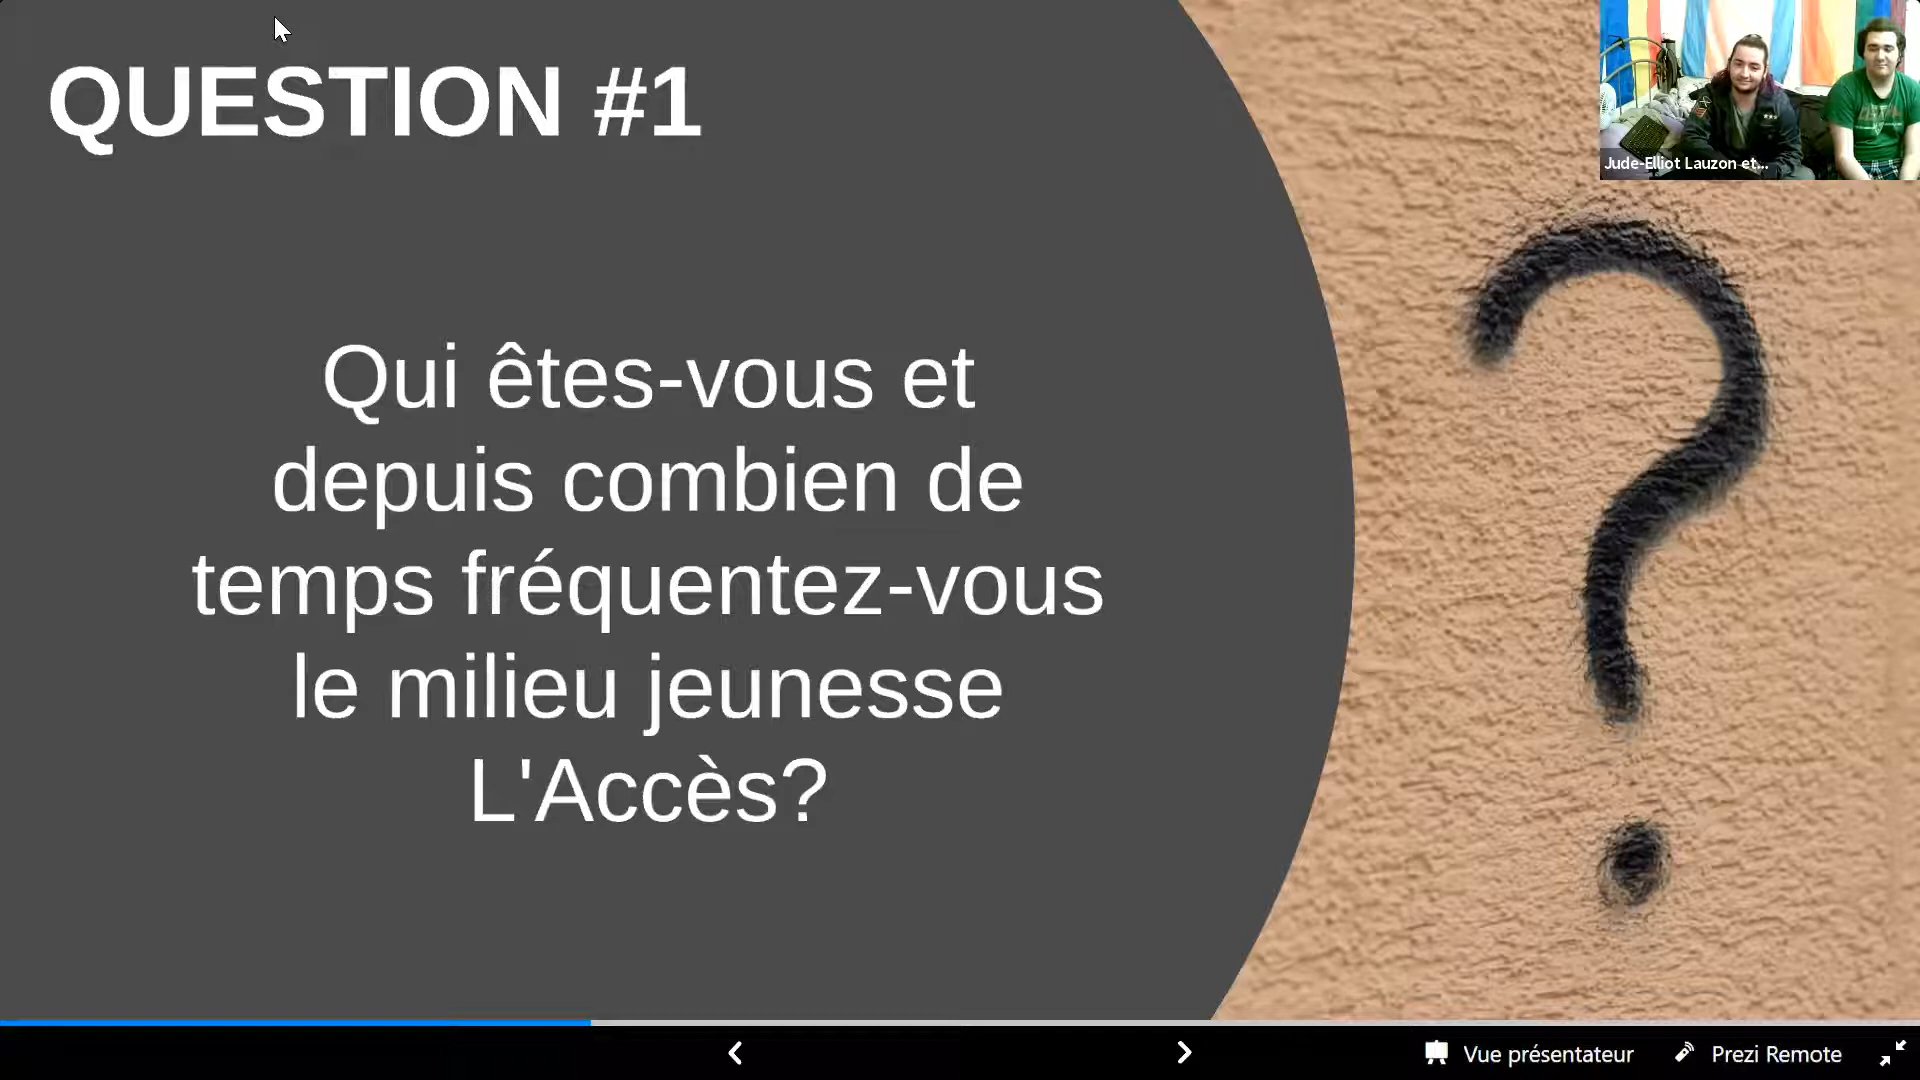 QUESTION #1
Jude-Elliot Lauzon et...
Qui êtes-vous et
depuis combien de
temps fréquentez-vous
le milieu jeunesse
L'Accès?
Vue présentateur
Prezi Remote